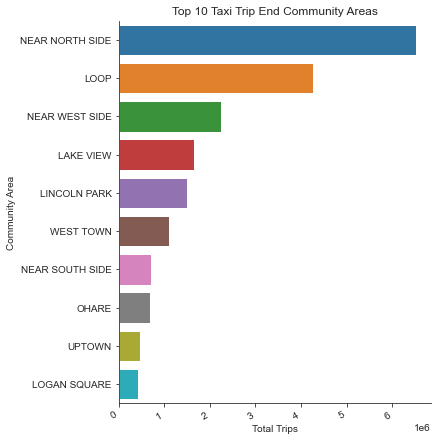 Top 10 Taxi Trip End Community Areas
Community Area
NEAR NORTH SIDE
LOOP
NEAR WEST SIDE
LAKE VIEW
LINCOLN PARK
WEST TOWN
NEAR SOUTH SIDE
OHARE
UPTOWN
LOGAN SQUARE
0 1 2 3 4 5 6
1e6
Total Trips